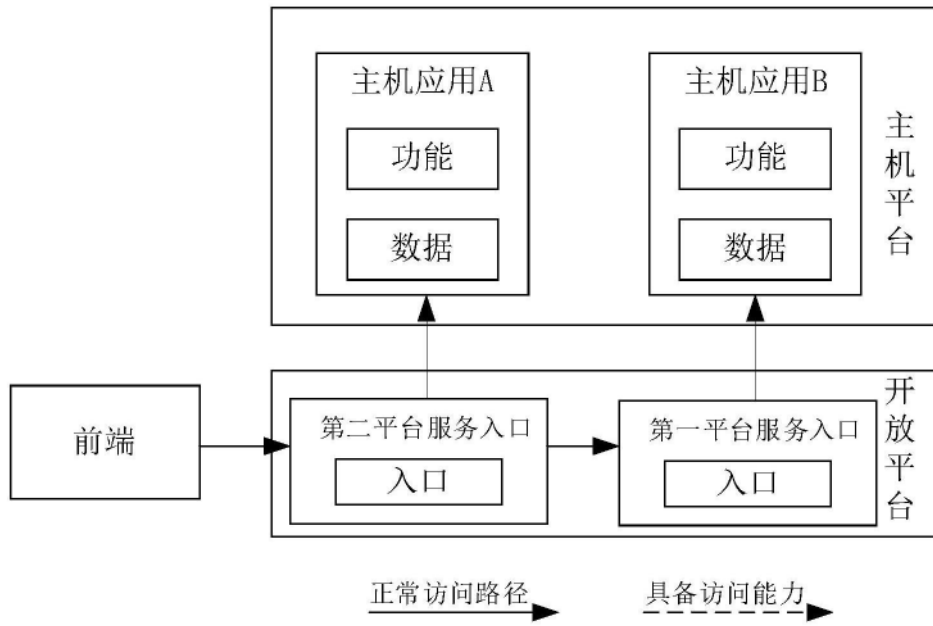 主机应用A
功能
数据
主机应用B
功能
数据
主机平台
前端
第二平台服务入口
入口
第一平台服务入口
入口
开放平台
正常访问路径
具备访问能力